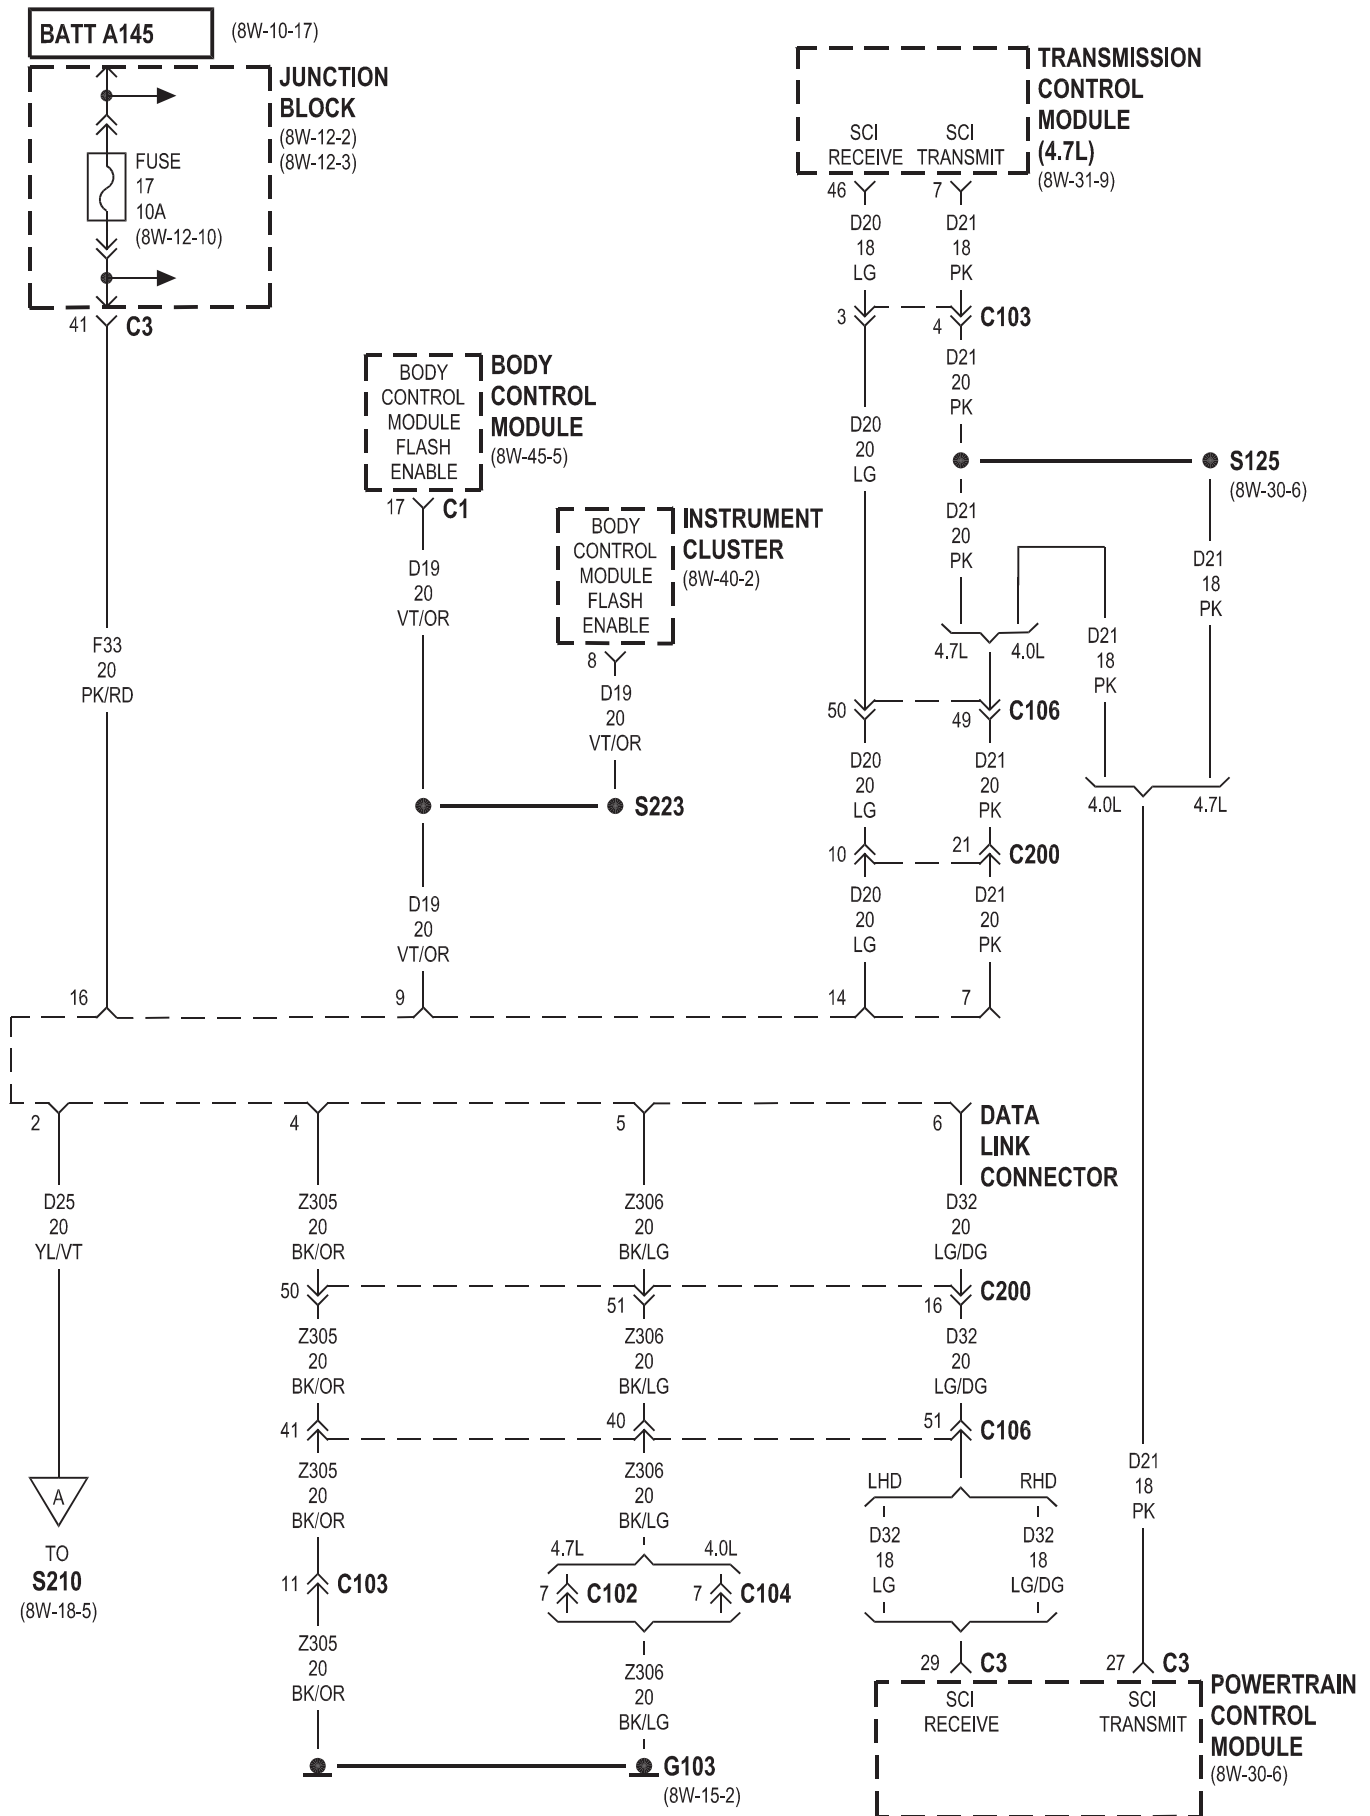 BATT A145
(8W-10-17)
JUNCTION
BLOCK
(8W-12-2)
(8W-12-3)
FUSE
17
10A
(8W-12-10)
41
C3
F33
20
PK/RD
16
BODY
CONTROL
MODULE
FLASH
ENABLE
BODY
CONTROL
MODULE
(8W-45-5)
17
C1
D19
20
VT/OR
BODY
CONTROL
MODULE
FLASH
ENABLE
INSTRUMENT
CLUSTER
(8W-40-2)
8
D19
20
VT/OR
S223
D19
20
VT/OR
9
TRANSMISSION
CONTROL
MODULE
(4.7L)
(8W-31-9)
SCI
RECEIVE
SCI
TRANSMIT
46
7
D20
18
LG
D21
18
PK
3
4
C103
D20
20
LG
D21
20
PK
S125
(8W-30-6)
D21
20
PK
D21
18
PK
4.7L
4.0L
D21
18
PK
50
49
C106
D20
20
LG
D21
20
PK
4.0L
4.7L
10
21
C200
D20
20
LG
D21
20
PK
14
7
DATA
LINK
CONNECTOR
2
4
5
6
D25
20
YL/VT
Z305
20
BK/OR
Z306
20
BK/LG
D32
20
LG/DG
50
51
16
C200
Z305
20
BK/OR
Z306
20
BK/LG
D32
20
LG/DG
41
40
51
C106
A
TO
S210
(8W-18-5)
Z305
20
BK/OR
Z306
20
BK/LG
LHD
RHD
D32
18
LG
D32
18
LG/DG
D21
18
PK
11
C103
4.7L
4.0L
7
C102
7
C104
Z305
20
BK/OR
Z306
20
BK/LG
G103
(8W-15-2)
29
C3
27
C3
SCI
RECEIVE
SCI
TRANSMIT
POWERTRAIN
CONTROL
MODULE
(8W-30-6)